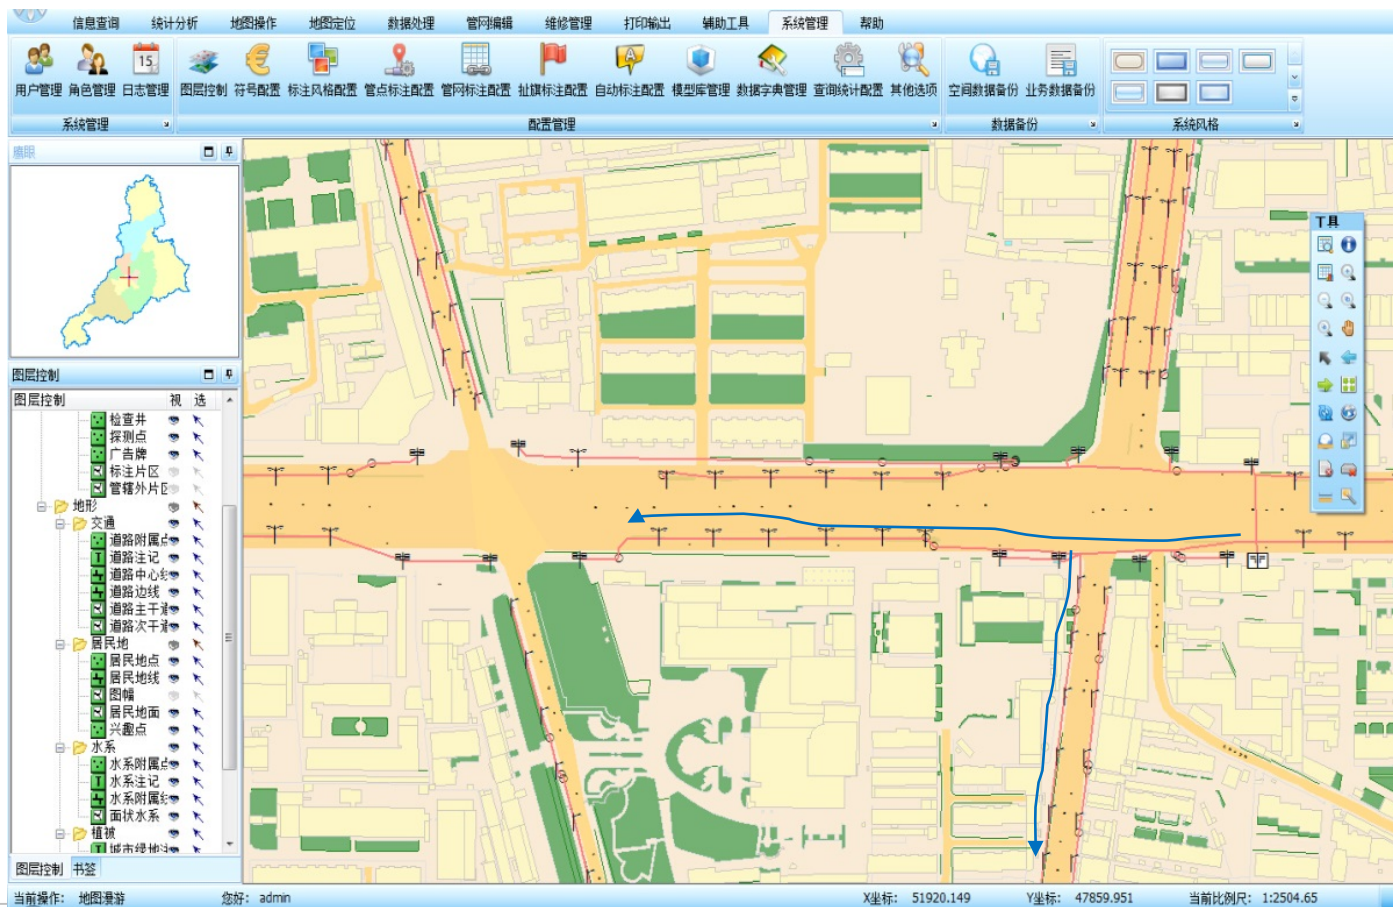 信息查询 统计分析 地图操作 地图定位 数据处理 管网编辑 维修管理 打印输出 辅助工具 系统管理 帮助
15
用户管理 角色管理 日志管理 图层控制 符号配置 标注风格配置 管点标注配置 管网标注配置 扯旗标注配置 自动标注配置 模型库管理 数据字典管理 查询统计配置 其他选项 空间数据备份 业务数据备份
系统管理 配置管理 数据备份 系统风格
鹰眼
工具
图层控制
图层控制 视 选
检查井
探测点
广告牌
标注片区
管辖外片区
地形
交通
道路附属点
道路注记
道路中心线
道路边线
道路主干道
道路次干道
居民地
居民地点
居民地线
图幅
居民地面
兴趣点
水系
水系附属点
水系注记
水系附属线
面状水系
植被
图层控制 书签
当前操作: 地图漫游 您好: admin X坐标: 51920.149 Y坐标: 47859.951 当前比例尺: 1:2504.65